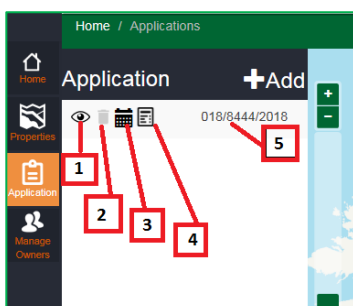 Home / Applications
Home
Application
+Add
Properties
018/8444/2018
+
-
1
2
3
4
5
Application
Manage
Owners